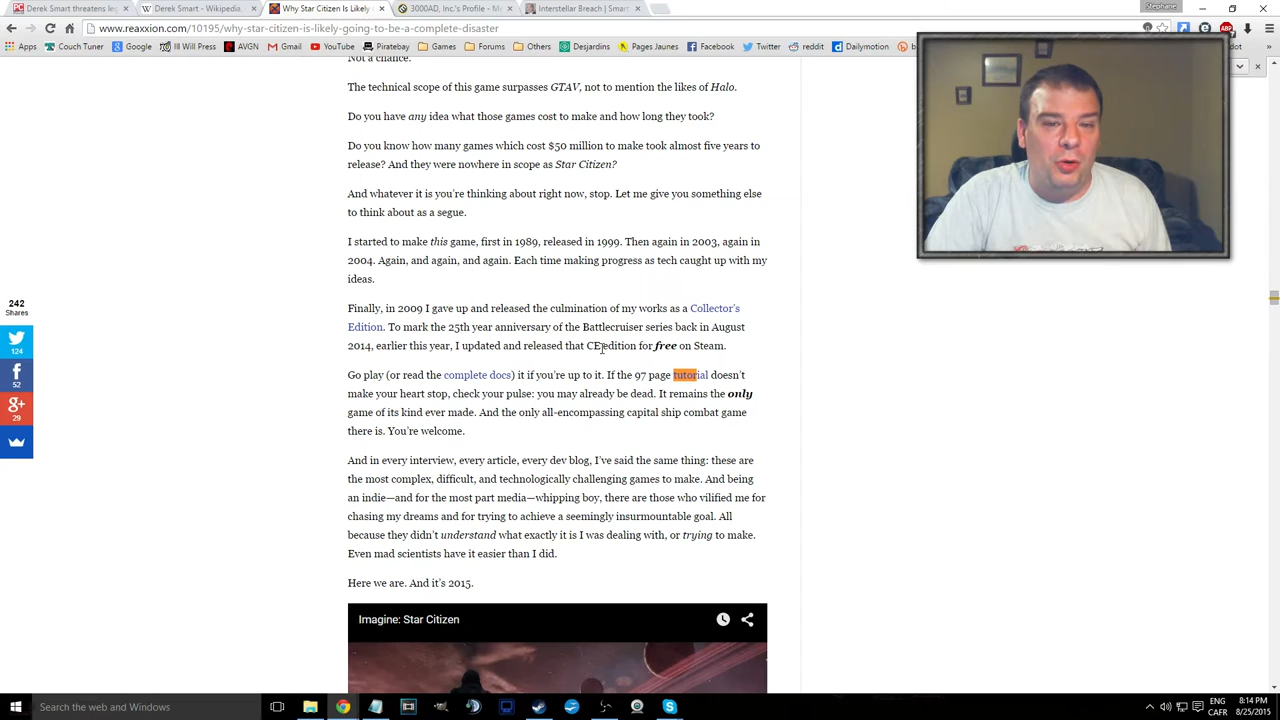 Stephane
Derek Smart threatens leg
Derek Smart - Wikipedia,
Why Star Citizen Is Likely
3000AD, Inc.'s Profile - M
Interstellar Breach | Smart
www.reaxxion.com/10195/why-star-citizen-is-likely-going-to-be-a-complete-disaster
Apps Couch Tuner Google Ill Will Press AVGN Gmail YouTube Piratebay Games Forums Others Desjardins Pages Jaunes Facebook Twitter reddit Dailymotion
Not a chance.
The technical scope of this game surpasses GTAV, not to mention the likes of Halo.
Do you have any idea what those games cost to make and how long they took?
Do you know how many games which cost $50 million to make took almost five years to
release? And they were nowhere in scope as Star Citizen?
And whatever it is you're thinking about right now, stop. Let me give you something else
to think about as a segue.
I started to make this game, first in 1989, released in 1999. Then again in 2003, again in
2004. Again, and again, and again. Each time making progress as tech caught up with my
ideas.
Finally, in 2009 I gave up and released the culmination of my works as a Collector's
Edition. To mark the 25th year anniversary of the Battlecruiser series back in August
2014, earlier this year, I updated and released that CE edition for free on Steam.
Go play (or read the complete docs) it if you're up to it. If the 97 page tutorial doesn't
make your heart stop, check your pulse: you may already be dead. It remains the only
game of its kind ever made. And the only all-encompassing capital ship combat game
there is. You're welcome.
And in every interview, every article, every dev blog, I've said the same thing: these are
the most complex, difficult, and technologically challenging games to make. And being
an indie—and for the most part media—whipping boy, there are those who vilified me for
chasing my dreams and for trying to achieve a seemingly insurmountable goal. All
because they didn't understand what exactly it is I was dealing with, or trying to make.
Even mad scientists have it easier than I did.
Here we are. And it's 2015.
Imagine: Star Citizen
242
SHARES
124
52
29
Search the web and Windows
ENG
CAFR
8:14 PM
8/25/2015